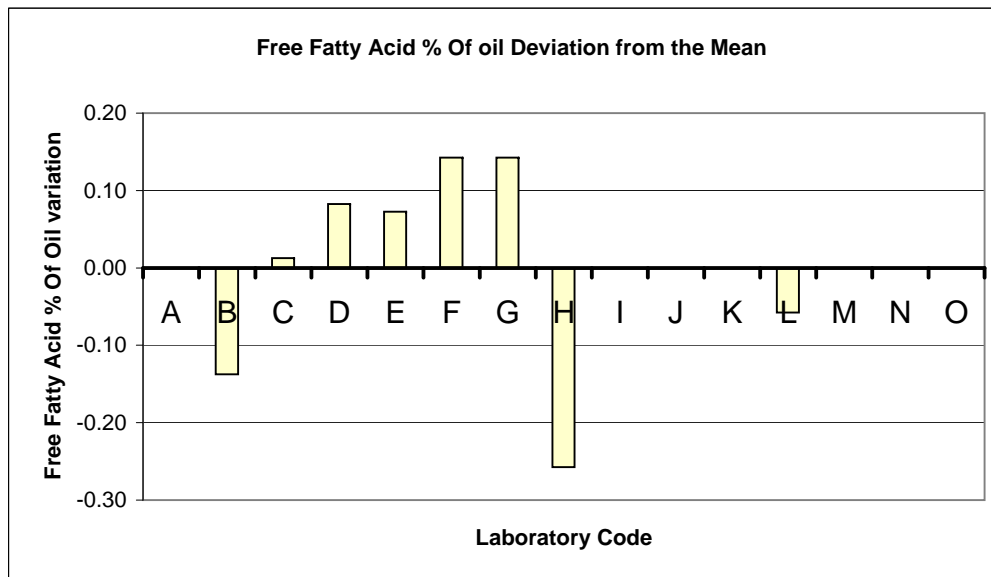 Free Fatty Acid % Of oil Deviation from the Mean
Free Fatty Acid % Of Oil variation
0.20
0.10
0.00
-0.10
-0.20
-0.30
A B C D E F G H I J K L M N O
Laboratory Code